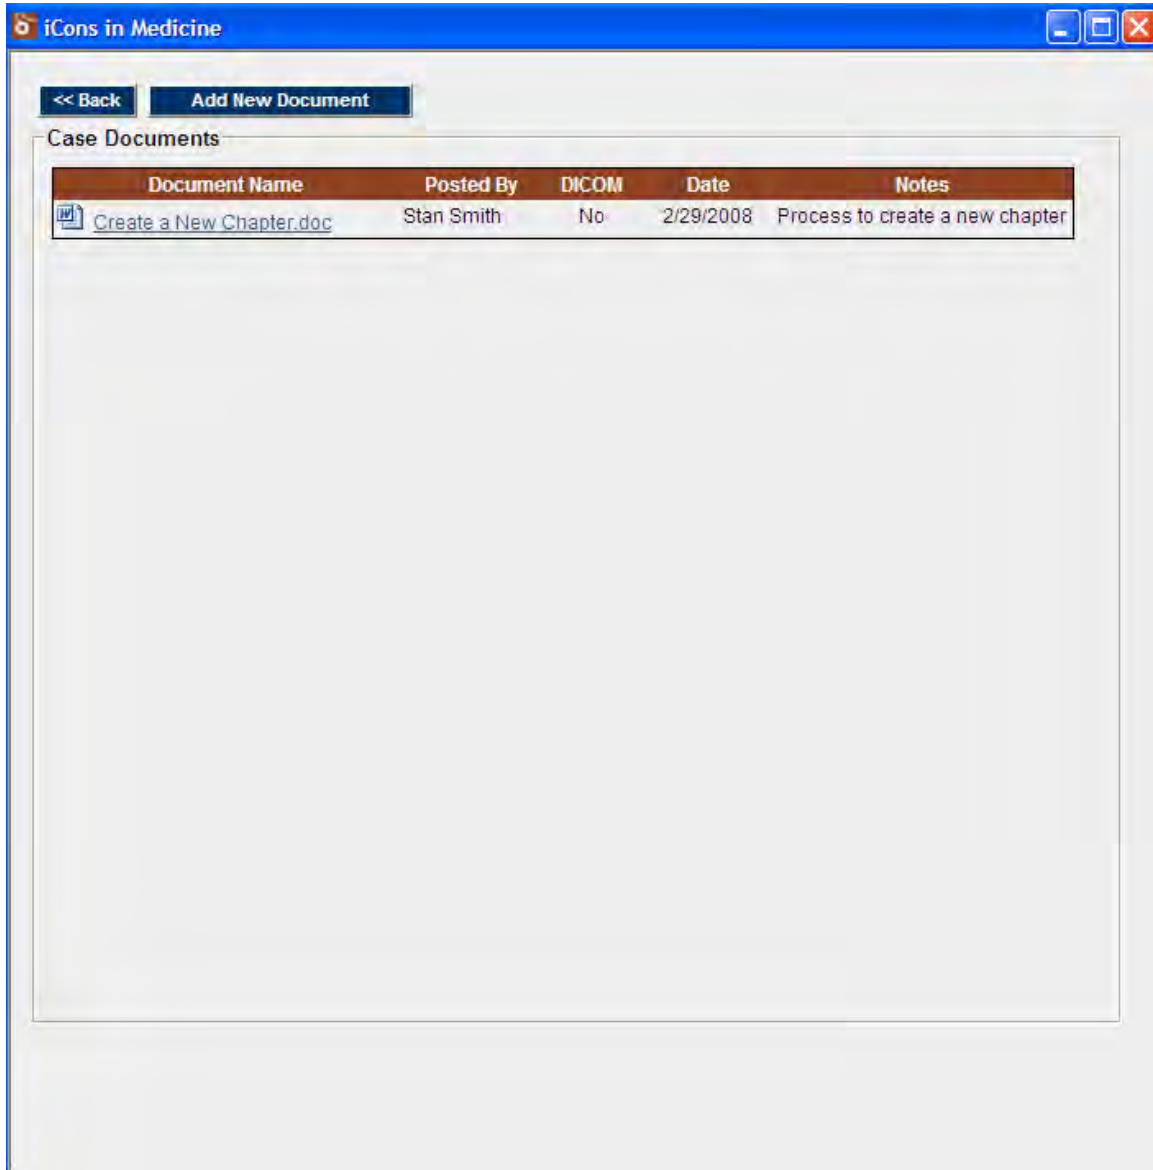 iCons in Medicine
<< Back Add New Document
Case Documents
Document Name Posted By DICOM Date Notes
Create a New Chapter.doc Stan Smith No 2/29/2008 Process to create a new chapter